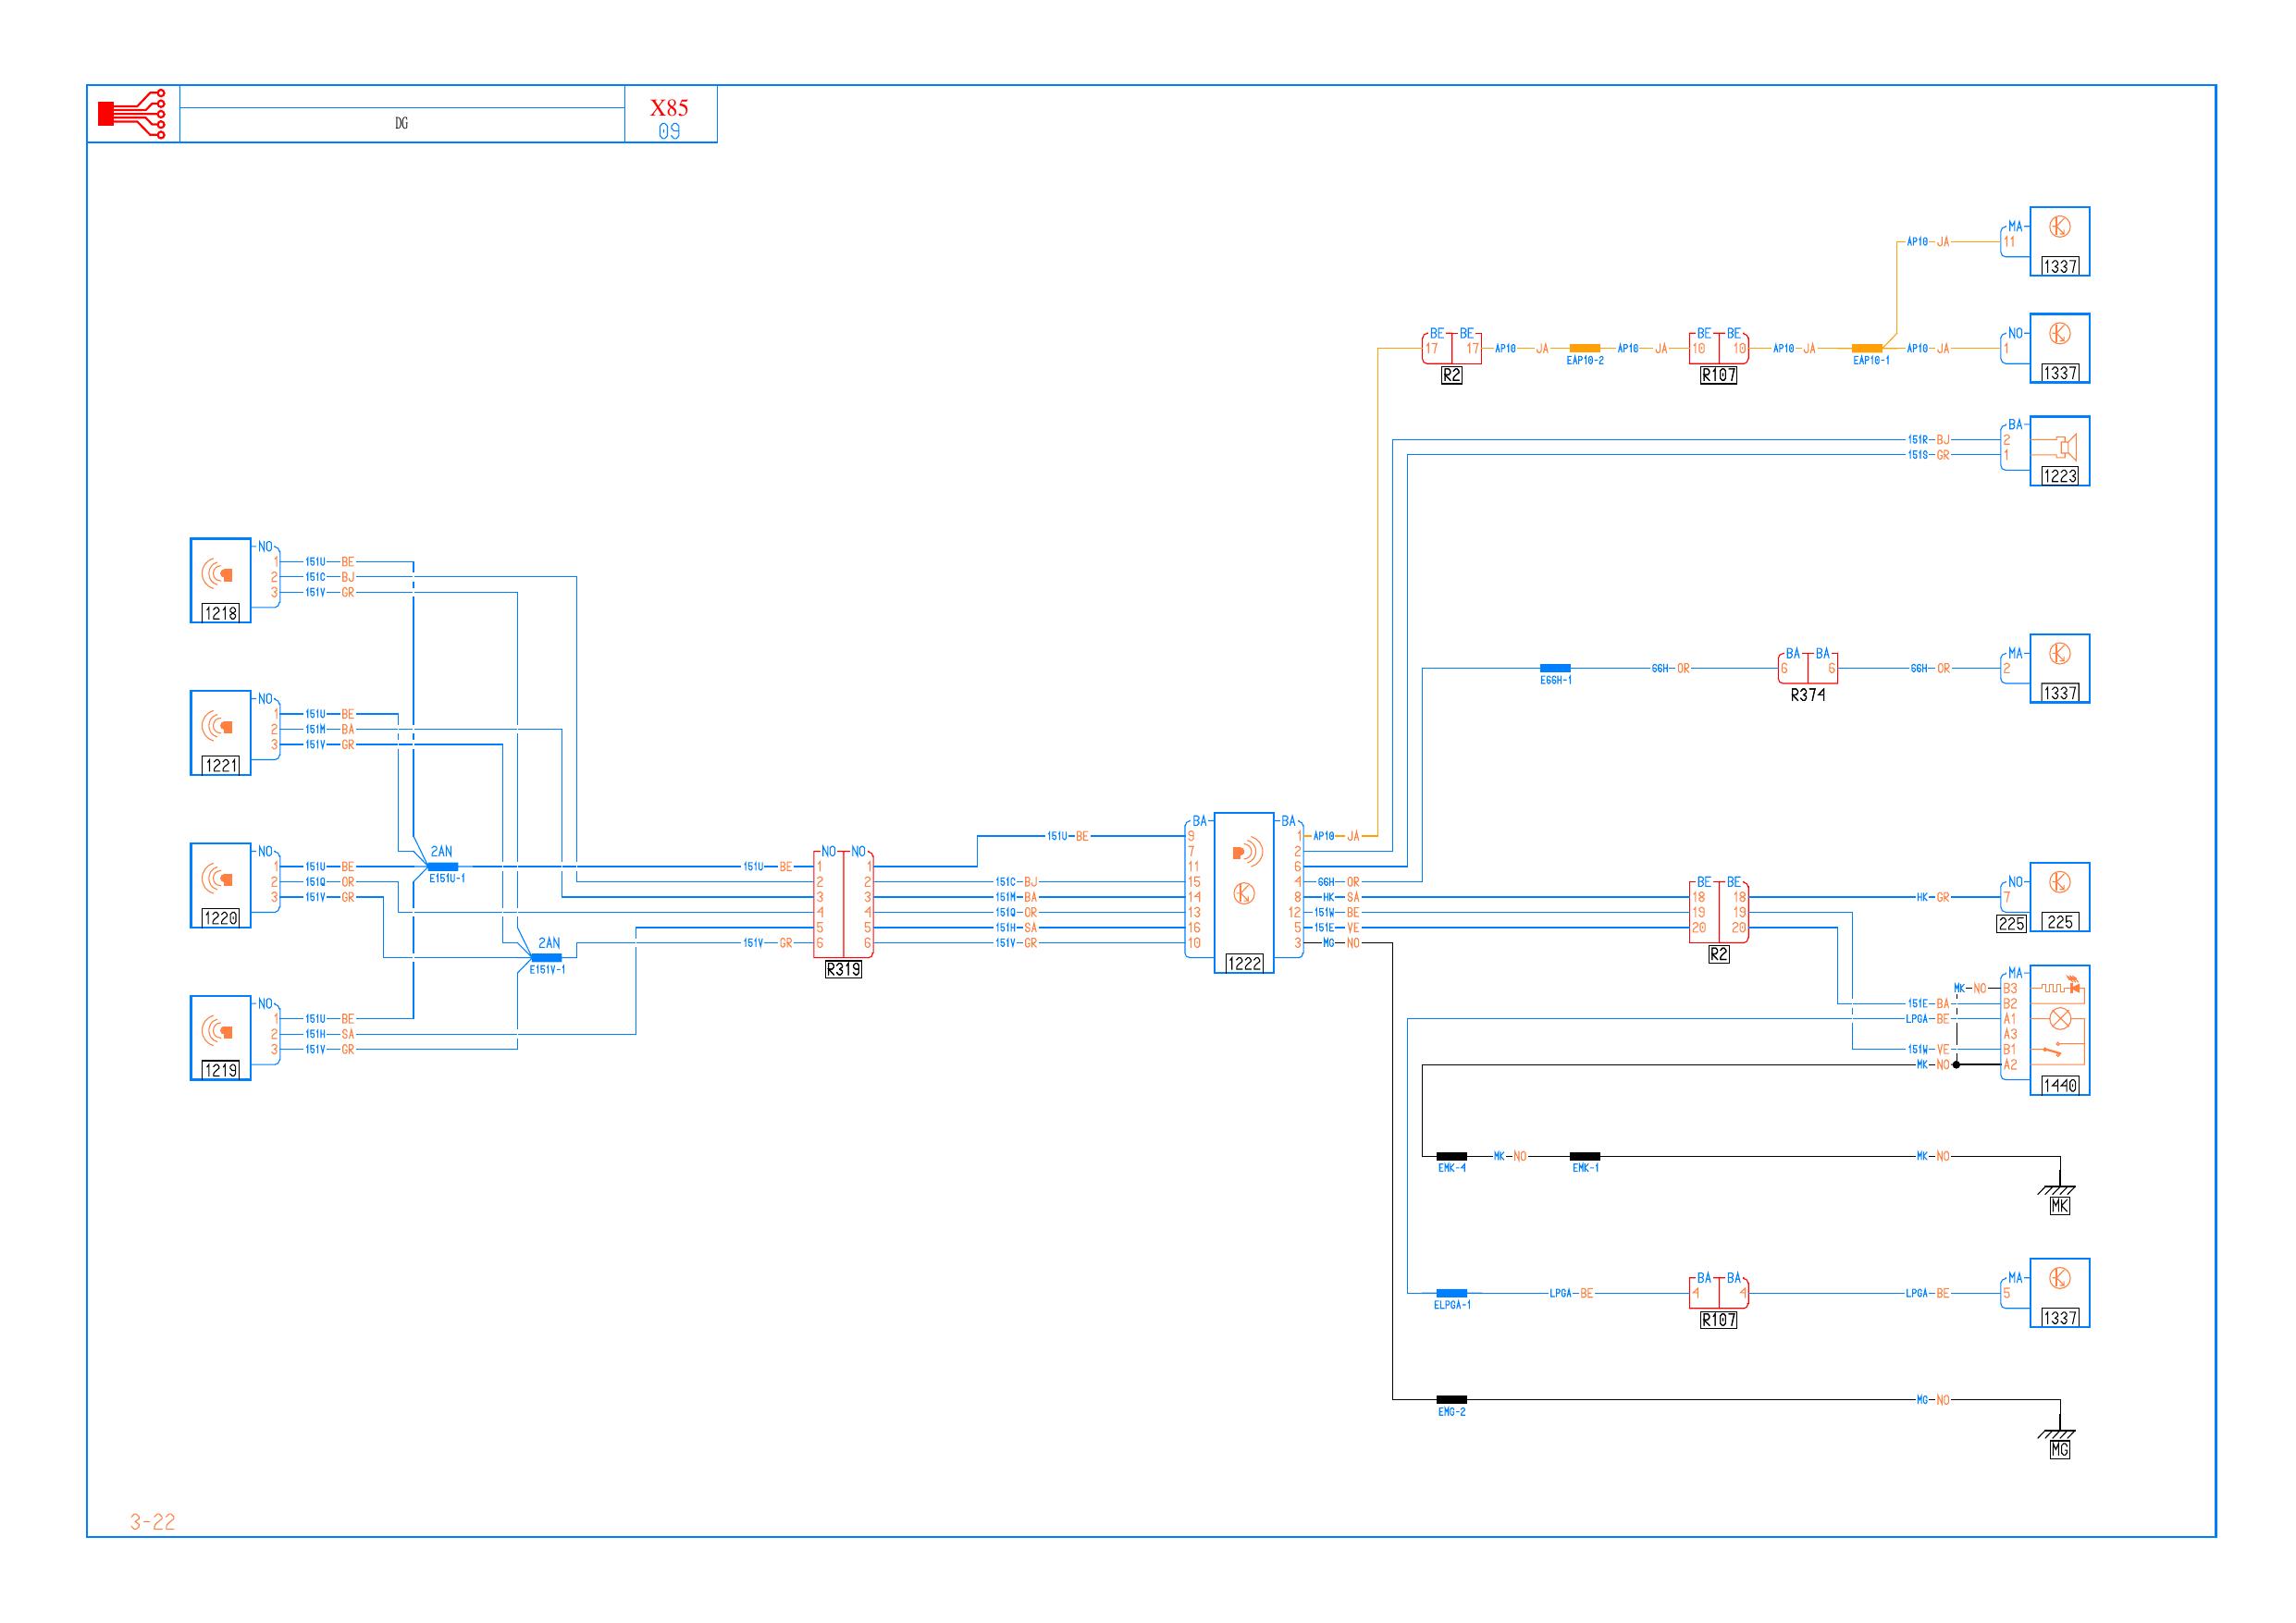 X85
DG
09
MA
AP10 JA 11
1337
BE BE BE BE NO
17 17 AP10 JA AP10 JA 10 10 AP10 JA AP10 JA 1
EAP10-2 EAP10-1
R2 R107 1337
BA
151R BJ 2
151S GR 1
1223
NO
1 151U BE
2 151C BJ
3 151V GR
1218
BA BA MA
66H OR 6 6 66H OR 2
E66H-1
R374 1337
NO
1 151U BE
2 151M BA
3 151V GR
1221
BA BA
151U BE 9 1 AP10 JA
2AN NO NO 7 2
NO
1 151U BE 151U BE 1 1 11 6
E151U-1
2 151Q OR 2 2 151C BJ 15 4 66H OR BE BE NO
3 151V GR 3 3 151M BA 14 8 HK SA 18 18 HK GR 7
4 4 151Q OR 13 12 151W BE 19 19
1220 225 225
5 5 151H SA 16 5 151E VE 20 20
2AN 151V GR 6 6 151V GR 10 3 MG NO
E151V-1 R319 1222 R2
MA
MK NO B3
NO
151E BA B2
1 151U BE LPGA BE A1
2 151H SA A3
3 151V GR 151W VE B1
1219 MK NO A2
1440
MK NO MK NO
EMK-4 EMK-1
MK
BA BA MA
LPGA BE 4 4 LPGA BE 5
ELPGA-1
R107 1337
MG NO
EMG-2
MG
3-22